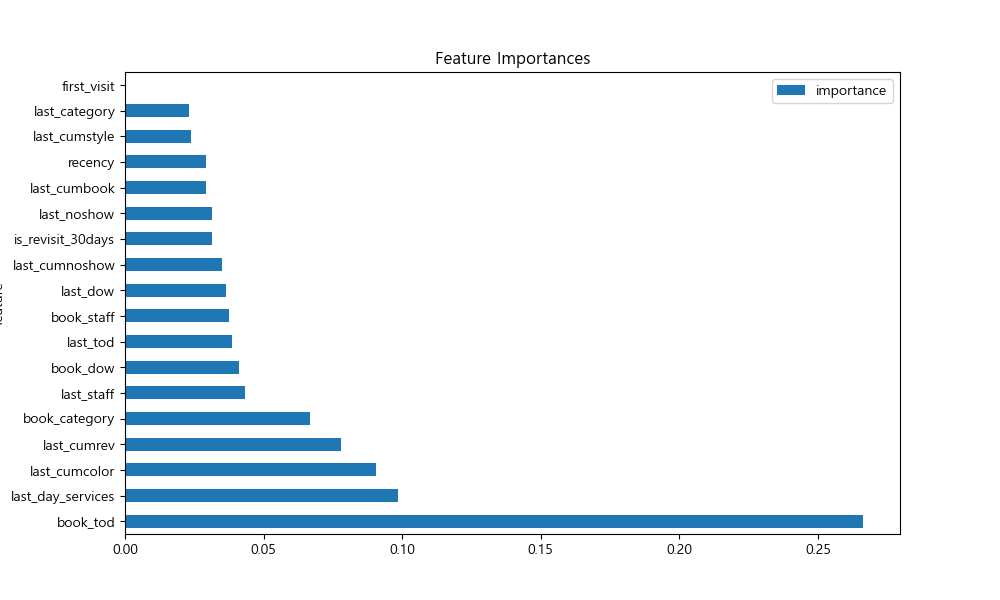 Feature Importances
importance
first_visit
last_category
last_cumstyle
recency
last_cumbook
last_noshow
is_revisit_30days
last_cumnoshow
last_dow
book_staff
last_tod
book_dow
last_staff
book_category
last_cumrev
last_cumcolor
last_day_services
book_tod
0.00 0.05 0.10 0.15 0.20 0.25